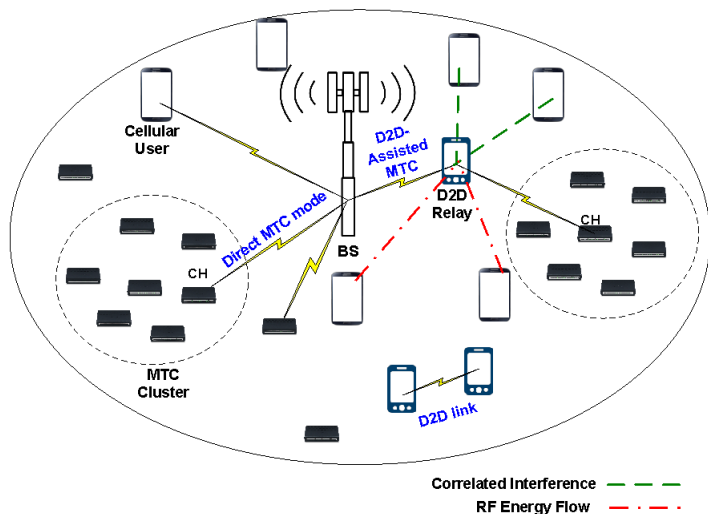 Cellular
User
D2D-
Assisted
MTC
D2D
Relay
CH
Direct MTC mode
BS
CH
MTC
Cluster
D2D link
Correlated Interference
RF Energy Flow